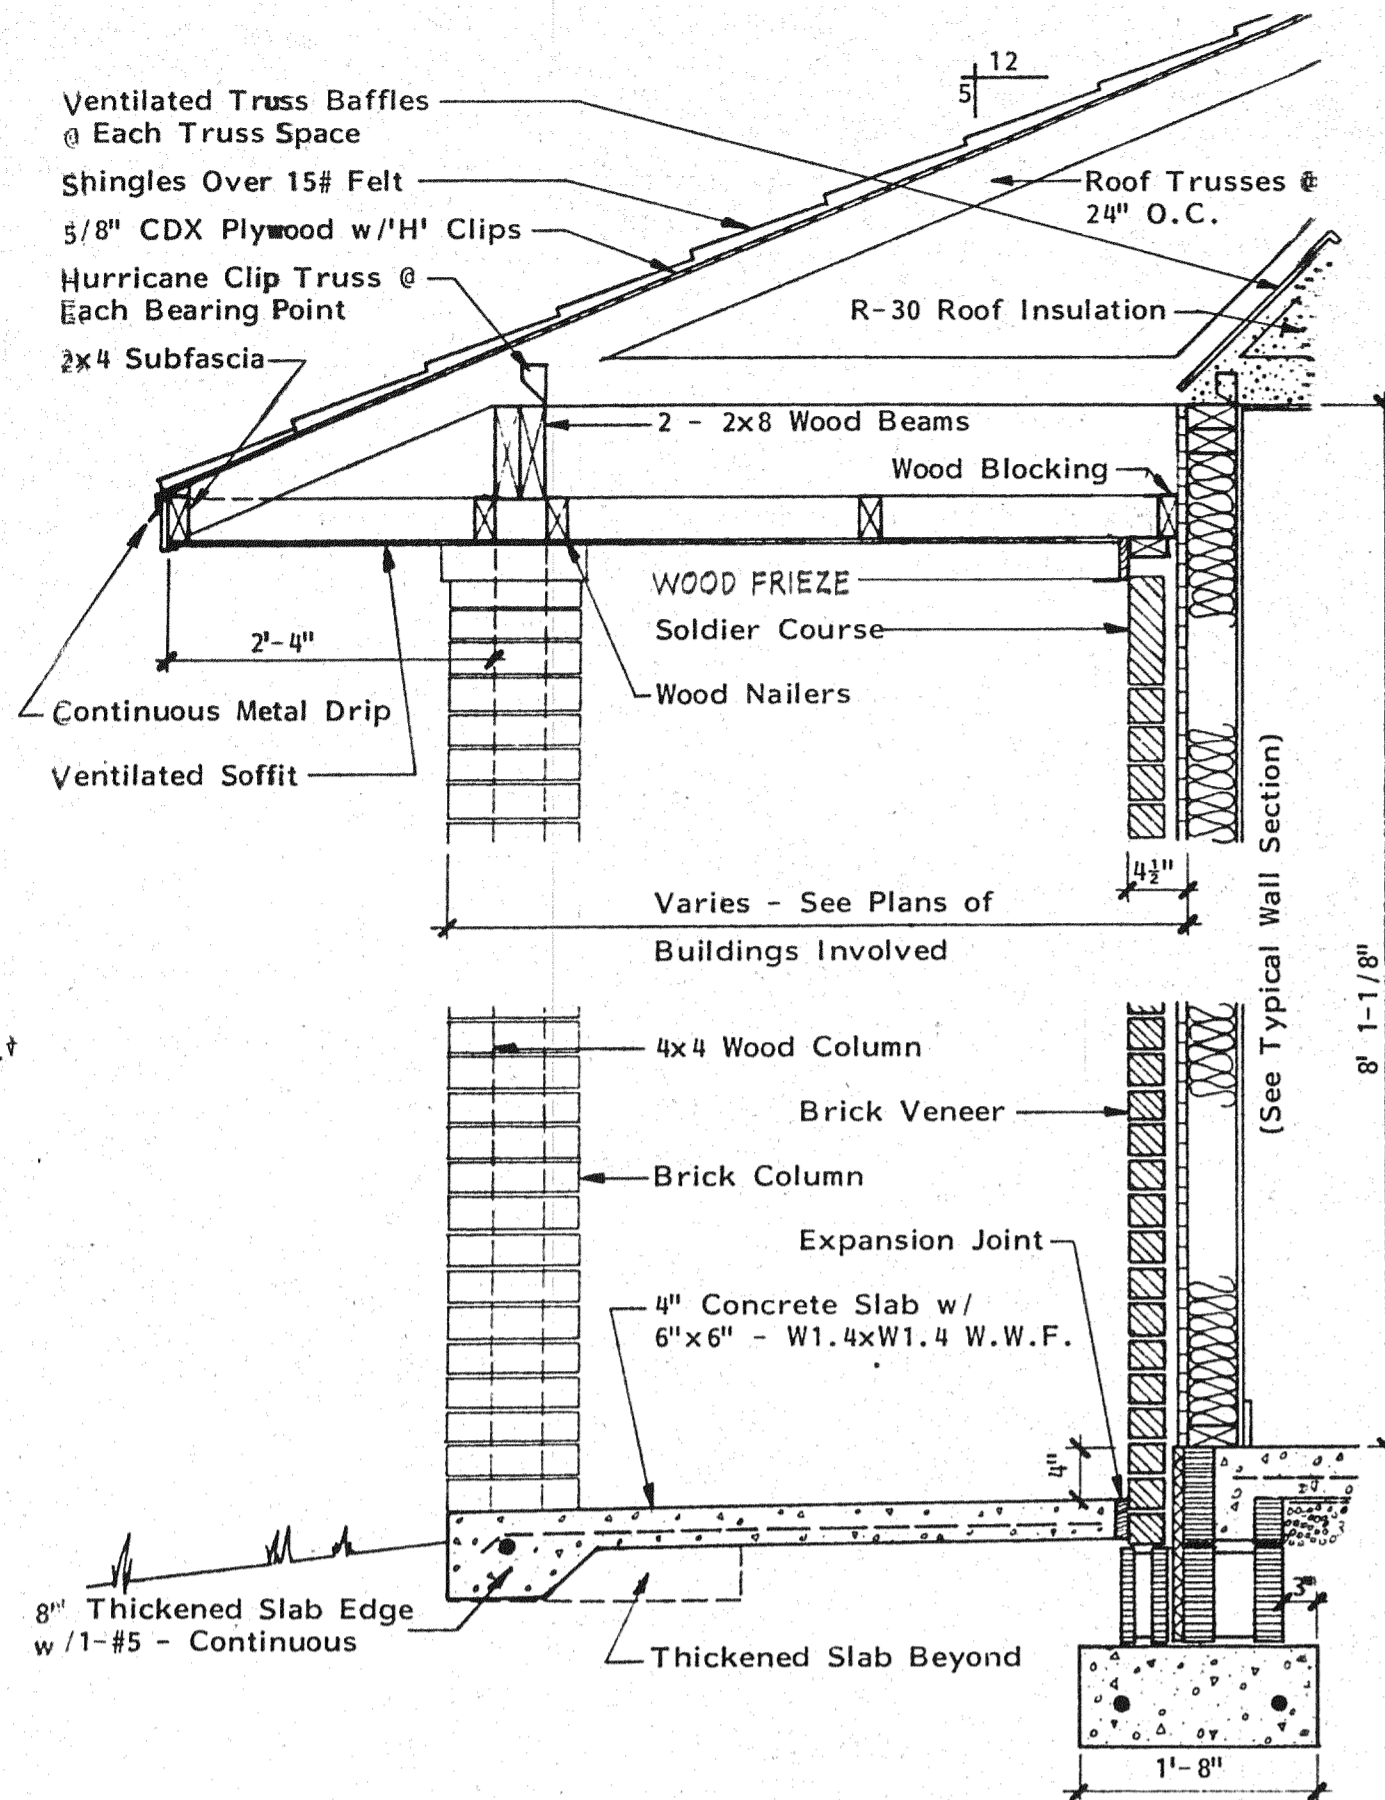 12
5
Ventilated Truss Baffles
@ Each Truss Space
Shingles Over 15# Felt
5/8" CDX Plywood w/'H' Clips
Hurricane Clip Truss @
Each Bearing Point
2x4 Subfascia
Roof Trusses @
24" O.C.
R-30 Roof Insulation
2 - 2x8 Wood Beams
Wood Blocking
WOOD FRIEZE
Soldier Course
2'-4"
Wood Nailers
Continuous Metal Drip
Ventilated Soffit
4½"
Varies - See Plans of
Buildings Involved
(See Typical Wall Section)
8' 1-1/8"
4x4 Wood Column
Brick Veneer
Brick Column
Expansion Joint
4" Concrete Slab w/
6"x6" - W1.4xW1.4 W.W.F.
4"
8" Thickened Slab Edge
w/1-#5 - Continuous
Thickened Slab Beyond
3"
1'-8"